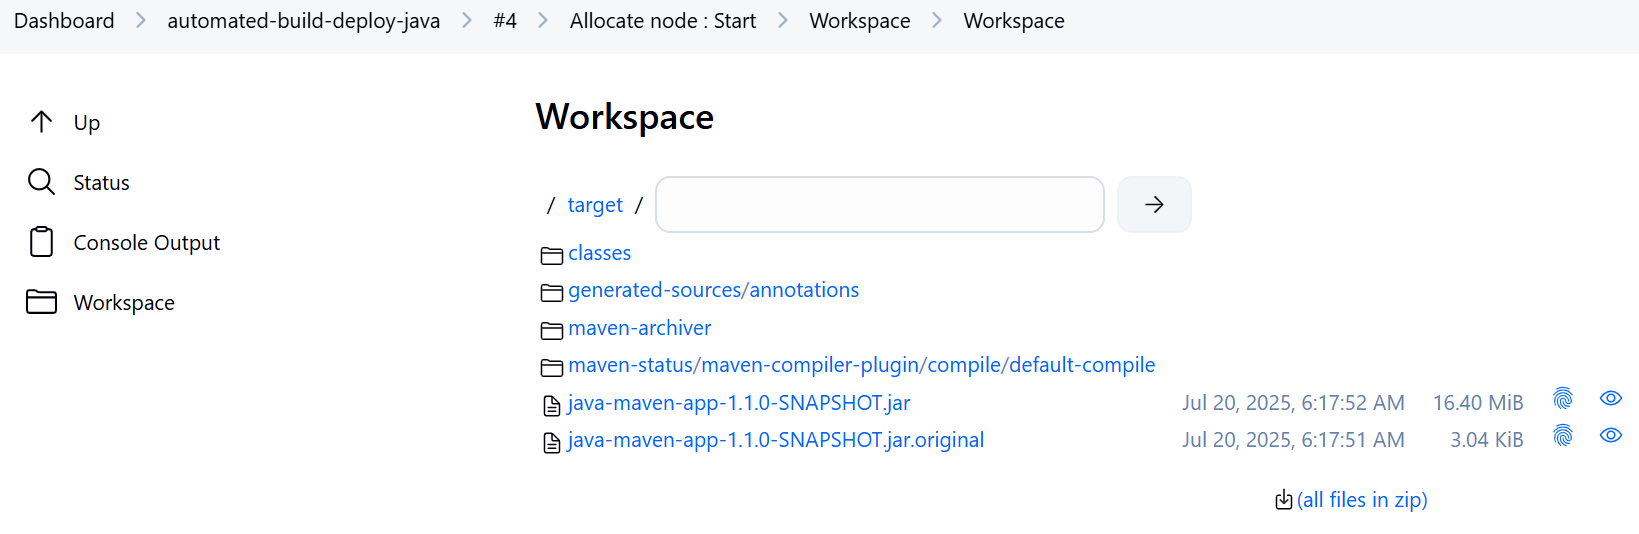 Dashboard > automated-build-deploy-java > #4 > Allocate node : Start > Workspace > Workspace
Up
Status
Console Output
Workspace
Workspace
/ target /
classes
generated-sources/annotations
maven-archiver
maven-status/maven-compiler-plugin/compile/default-compile
java-maven-app-1.1.0-SNAPSHOT.jar Jul 20, 2025, 6:17:52 AM 16.40 MiB
java-maven-app-1.1.0-SNAPSHOT.jar.original Jul 20, 2025, 6:17:51 AM 3.04 KiB
(all files in zip)